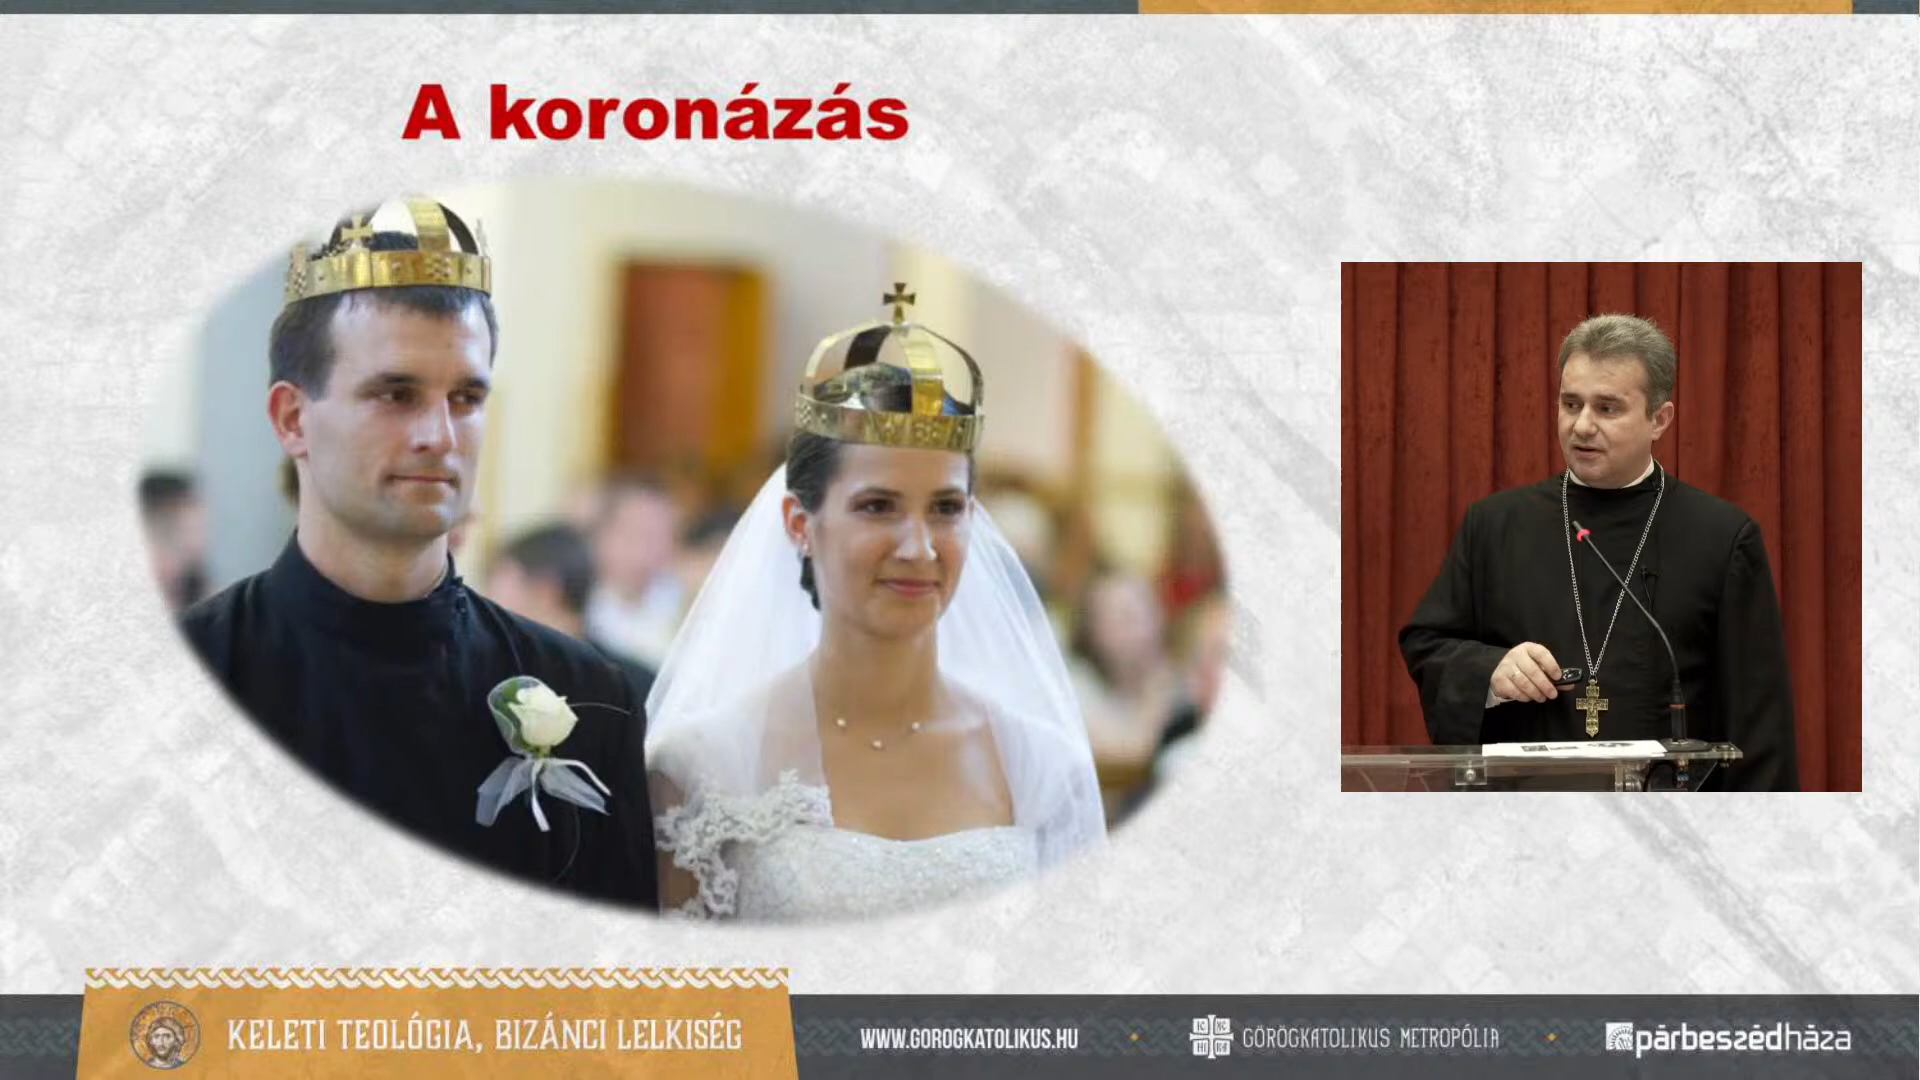 A koronázás
KELETI TEOLÓGIA, BIZÁNCI LELKISÉG
WWW.GOROGKATOLIKUS.HU
GÖRÖGKATOLIKUS METROPÓLIA
párbeszédháza